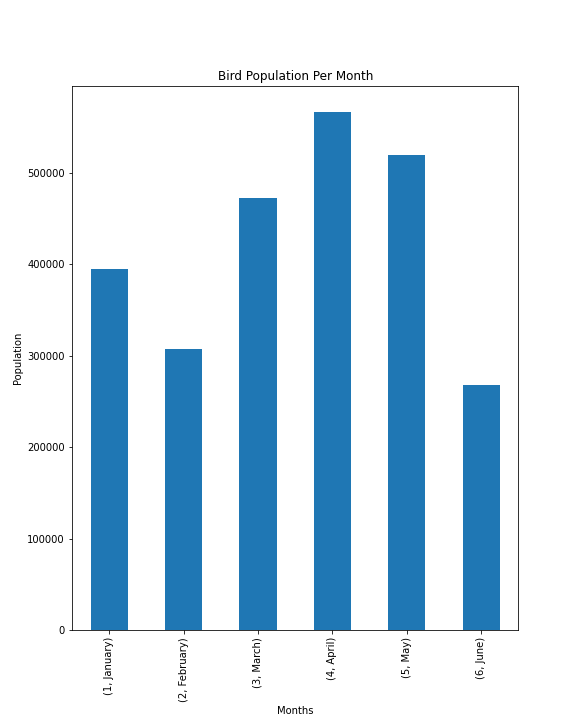 Bird Population Per Month
Population
500000
400000
300000
200000
100000
0
(1, January)
(2, February)
(3, March)
(4, April)
(5, May)
(6, June)
Months